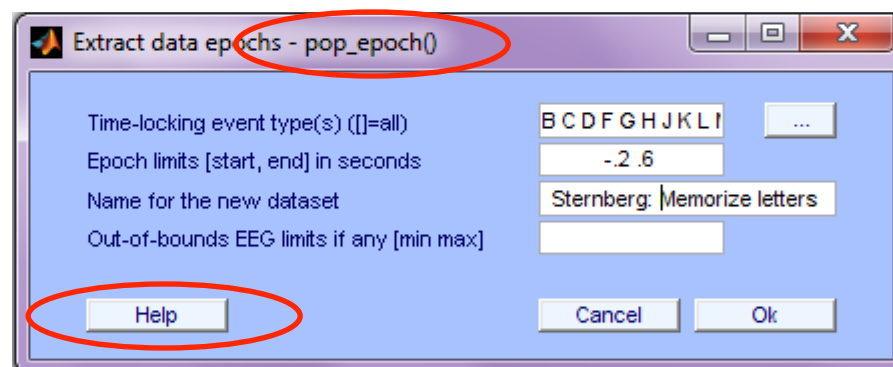 Extract data epochs - pop_epoch()
Time-locking event type(s) ([]=all) B C D F G H J K L ...
Epoch limits [start, end] in seconds -.2 .6
Name for the new dataset Sternberg: Memorize letters
Out-of-bounds EEG limits if any [min max]
Help Cancel Ok